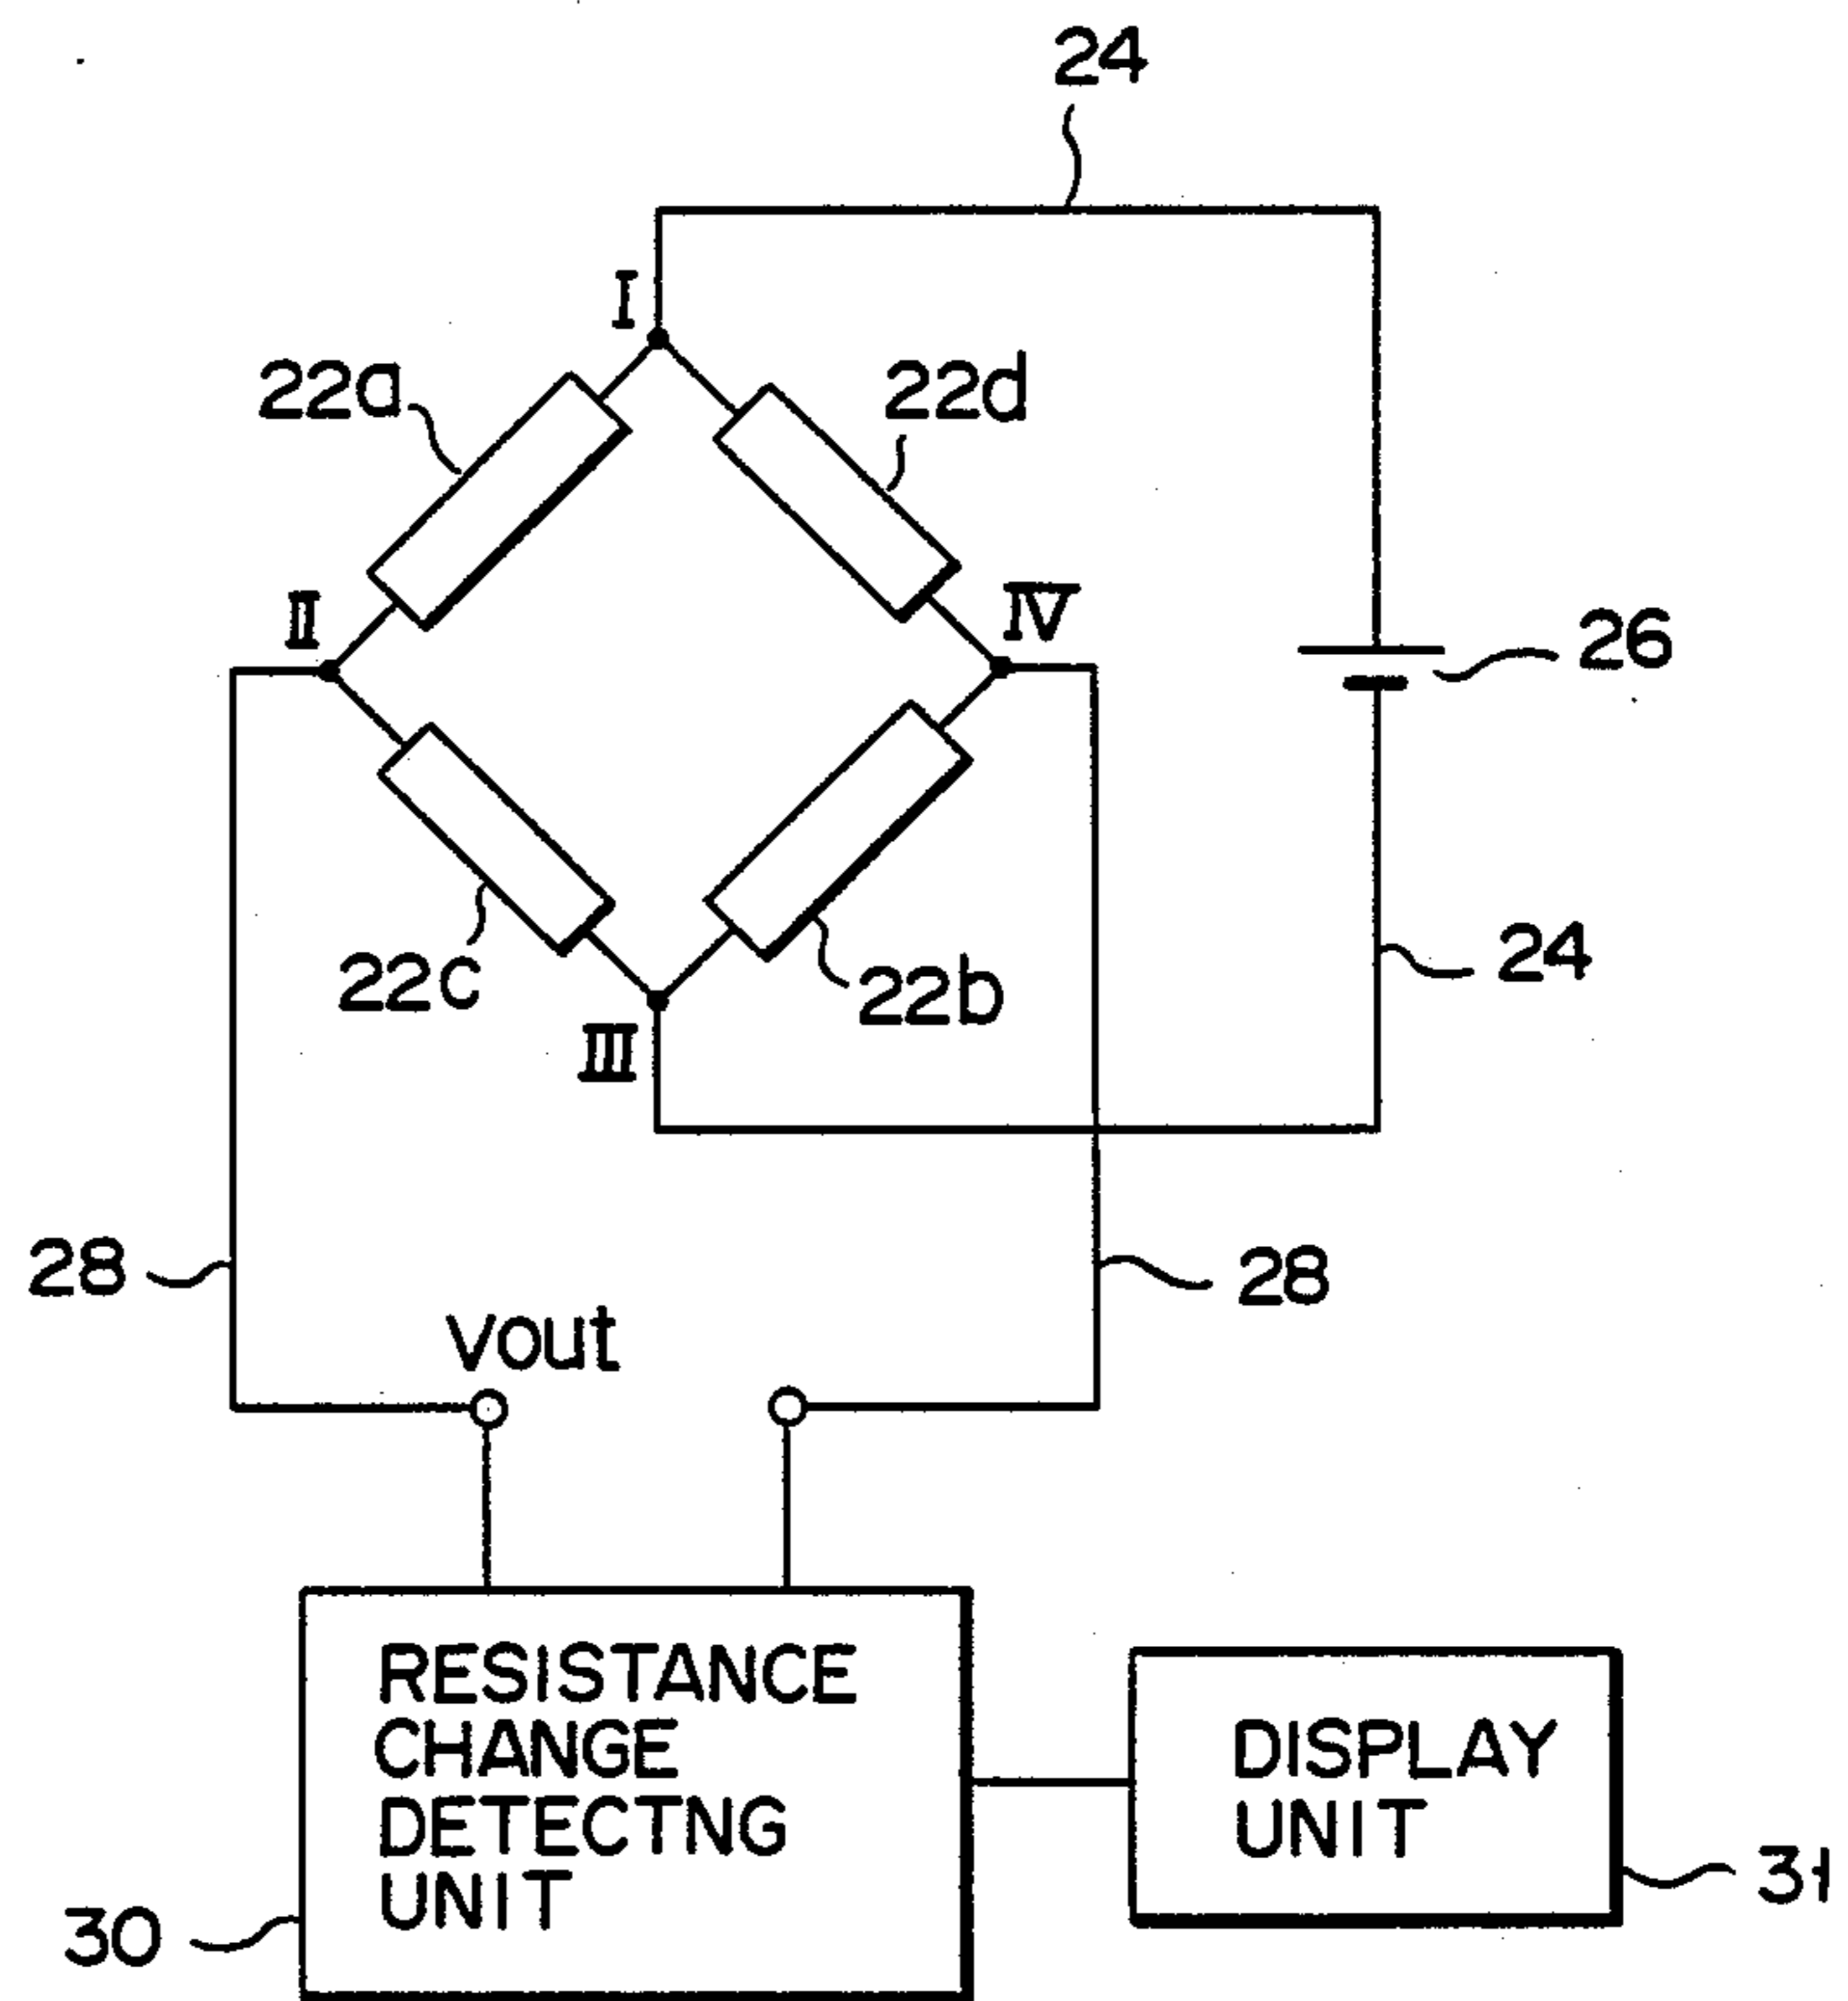 24
I
22a
22d
II
IV
26
22c
22b
24
III
28
28
Vout
RESISTANCE
CHANGE
DETECTNG
UNIT
DISPLAY
UNIT
30
31